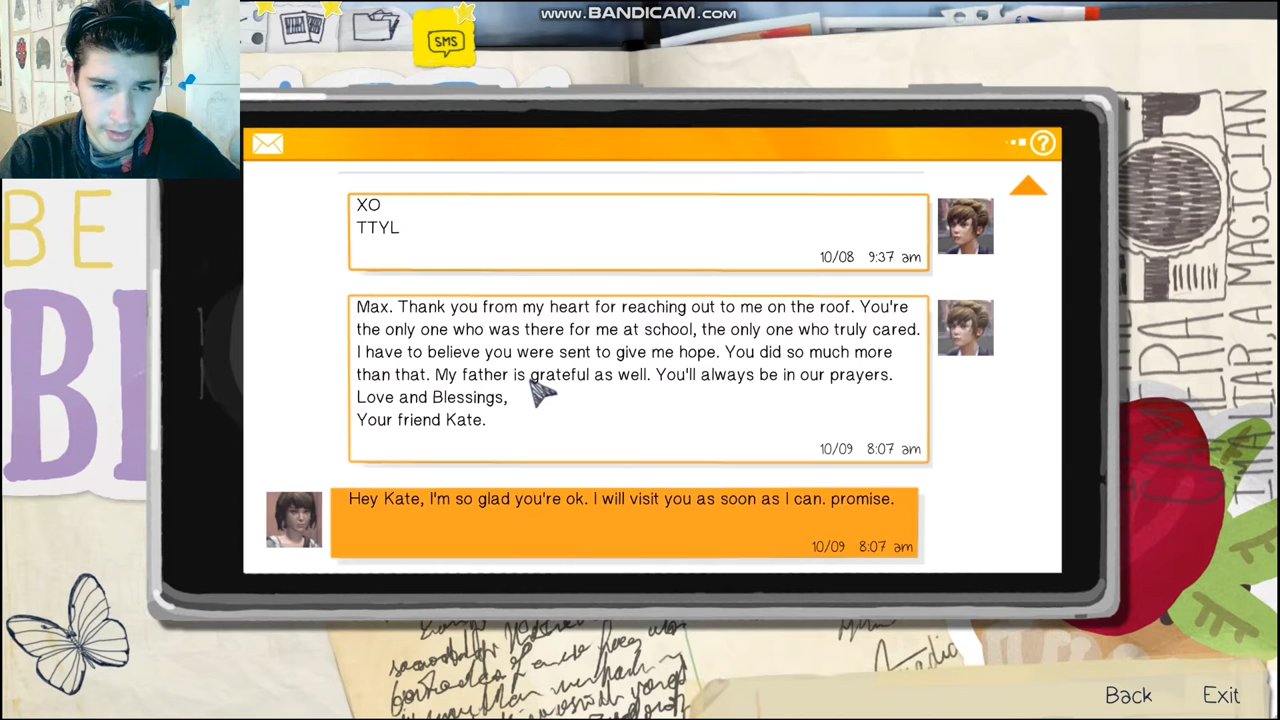 www.BANDICAM.com
SMS
XO
TTYL
10/08 9:37 am
Max. Thank you from my heart for reaching out to me on the roof. You're
the only one who was there for me at school, the only one who truly cared.
I have to believe you were sent to give me hope. You did so much more
than that. My father is grateful as well. You'll always be in our prayers.
Love and Blessings,
Your friend Kate.
10/09 8:07 am
Hey Kate, I'm so glad you're ok. I will visit you as soon as I can. promise.
10/09 8:07 am
BE
CAMERA
LIAR, A MAGICIAN
Back Exit